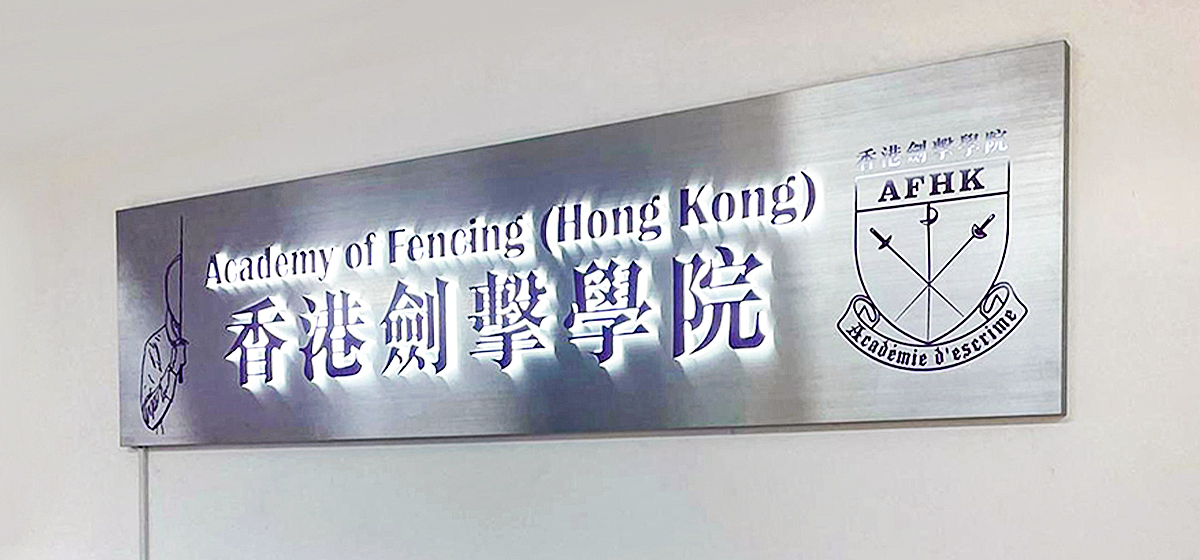 Academy of Fencing (Hong Kong)
香港劍擊學院
香港劍擊學院
AFHK
Académie d'escrime